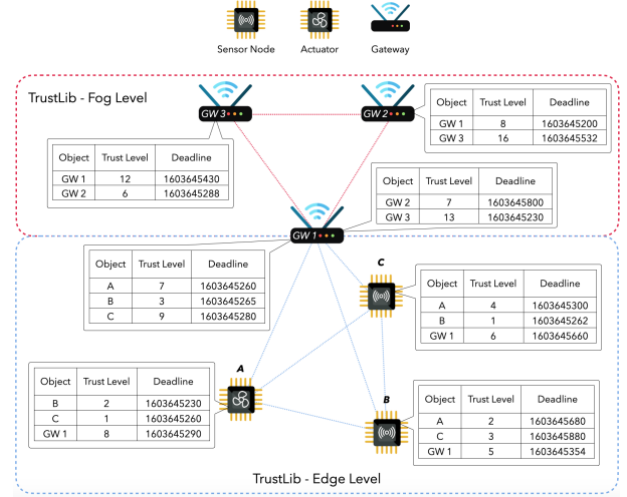 Sensor Node Actuator Gateway
TrustLib - Fog Level
GW 3
GW 2
Object Trust Level Deadline
GW 1 8 1603645200
GW 3 16 1603645532
Object Trust Level Deadline
GW 1 12 1603645430
GW 2 6 1603645288
Object Trust Level Deadline
GW 2 7 1603645800
GW 3 13 1603645230
GW 1
Object Trust Level Deadline
A 7 1603645260
B 3 1603645265
C 9 1603645280
C
Object Trust Level Deadline
A 4 1603645300
B 1 1603645262
GW 1 6 1603645660
A
Object Trust Level Deadline
B 2 1603645230
C 1 1603645260
GW 1 8 1603645290
B
Object Trust Level Deadline
A 2 1603645680
C 3 1603645880
GW 1 5 1603645354
TrustLib - Edge Level